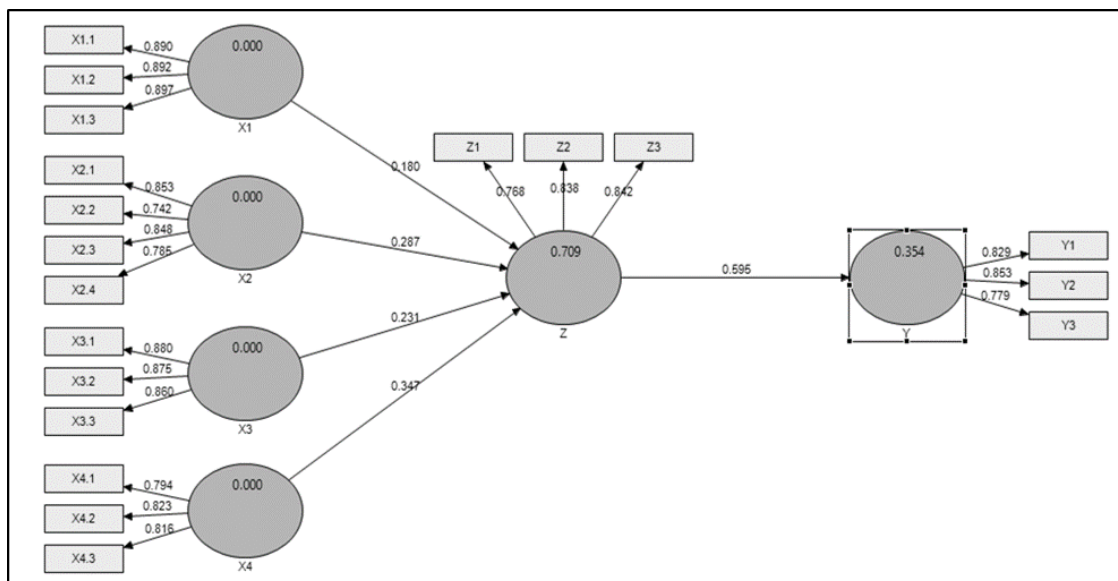 X1.1
X1.2
X1.3
0.890
0.892
0.897
0.000
X1
X2.1
X2.2
X2.3
X2.4
0.853
0.742
0.848
0.785
0.000
X2
X3.1
X3.2
X3.3
0.880
0.875
0.860
0.000
X3
X4.1
X4.2
X4.3
0.794
0.823
0.816
0.000
X4
0.180
0.287
0.231
0.347
Z1
Z2
Z3
0.768
0.838
0.842
0.709
Z
0.595
0.354
Y
0.829
0.853
0.779
Y1
Y2
Y3